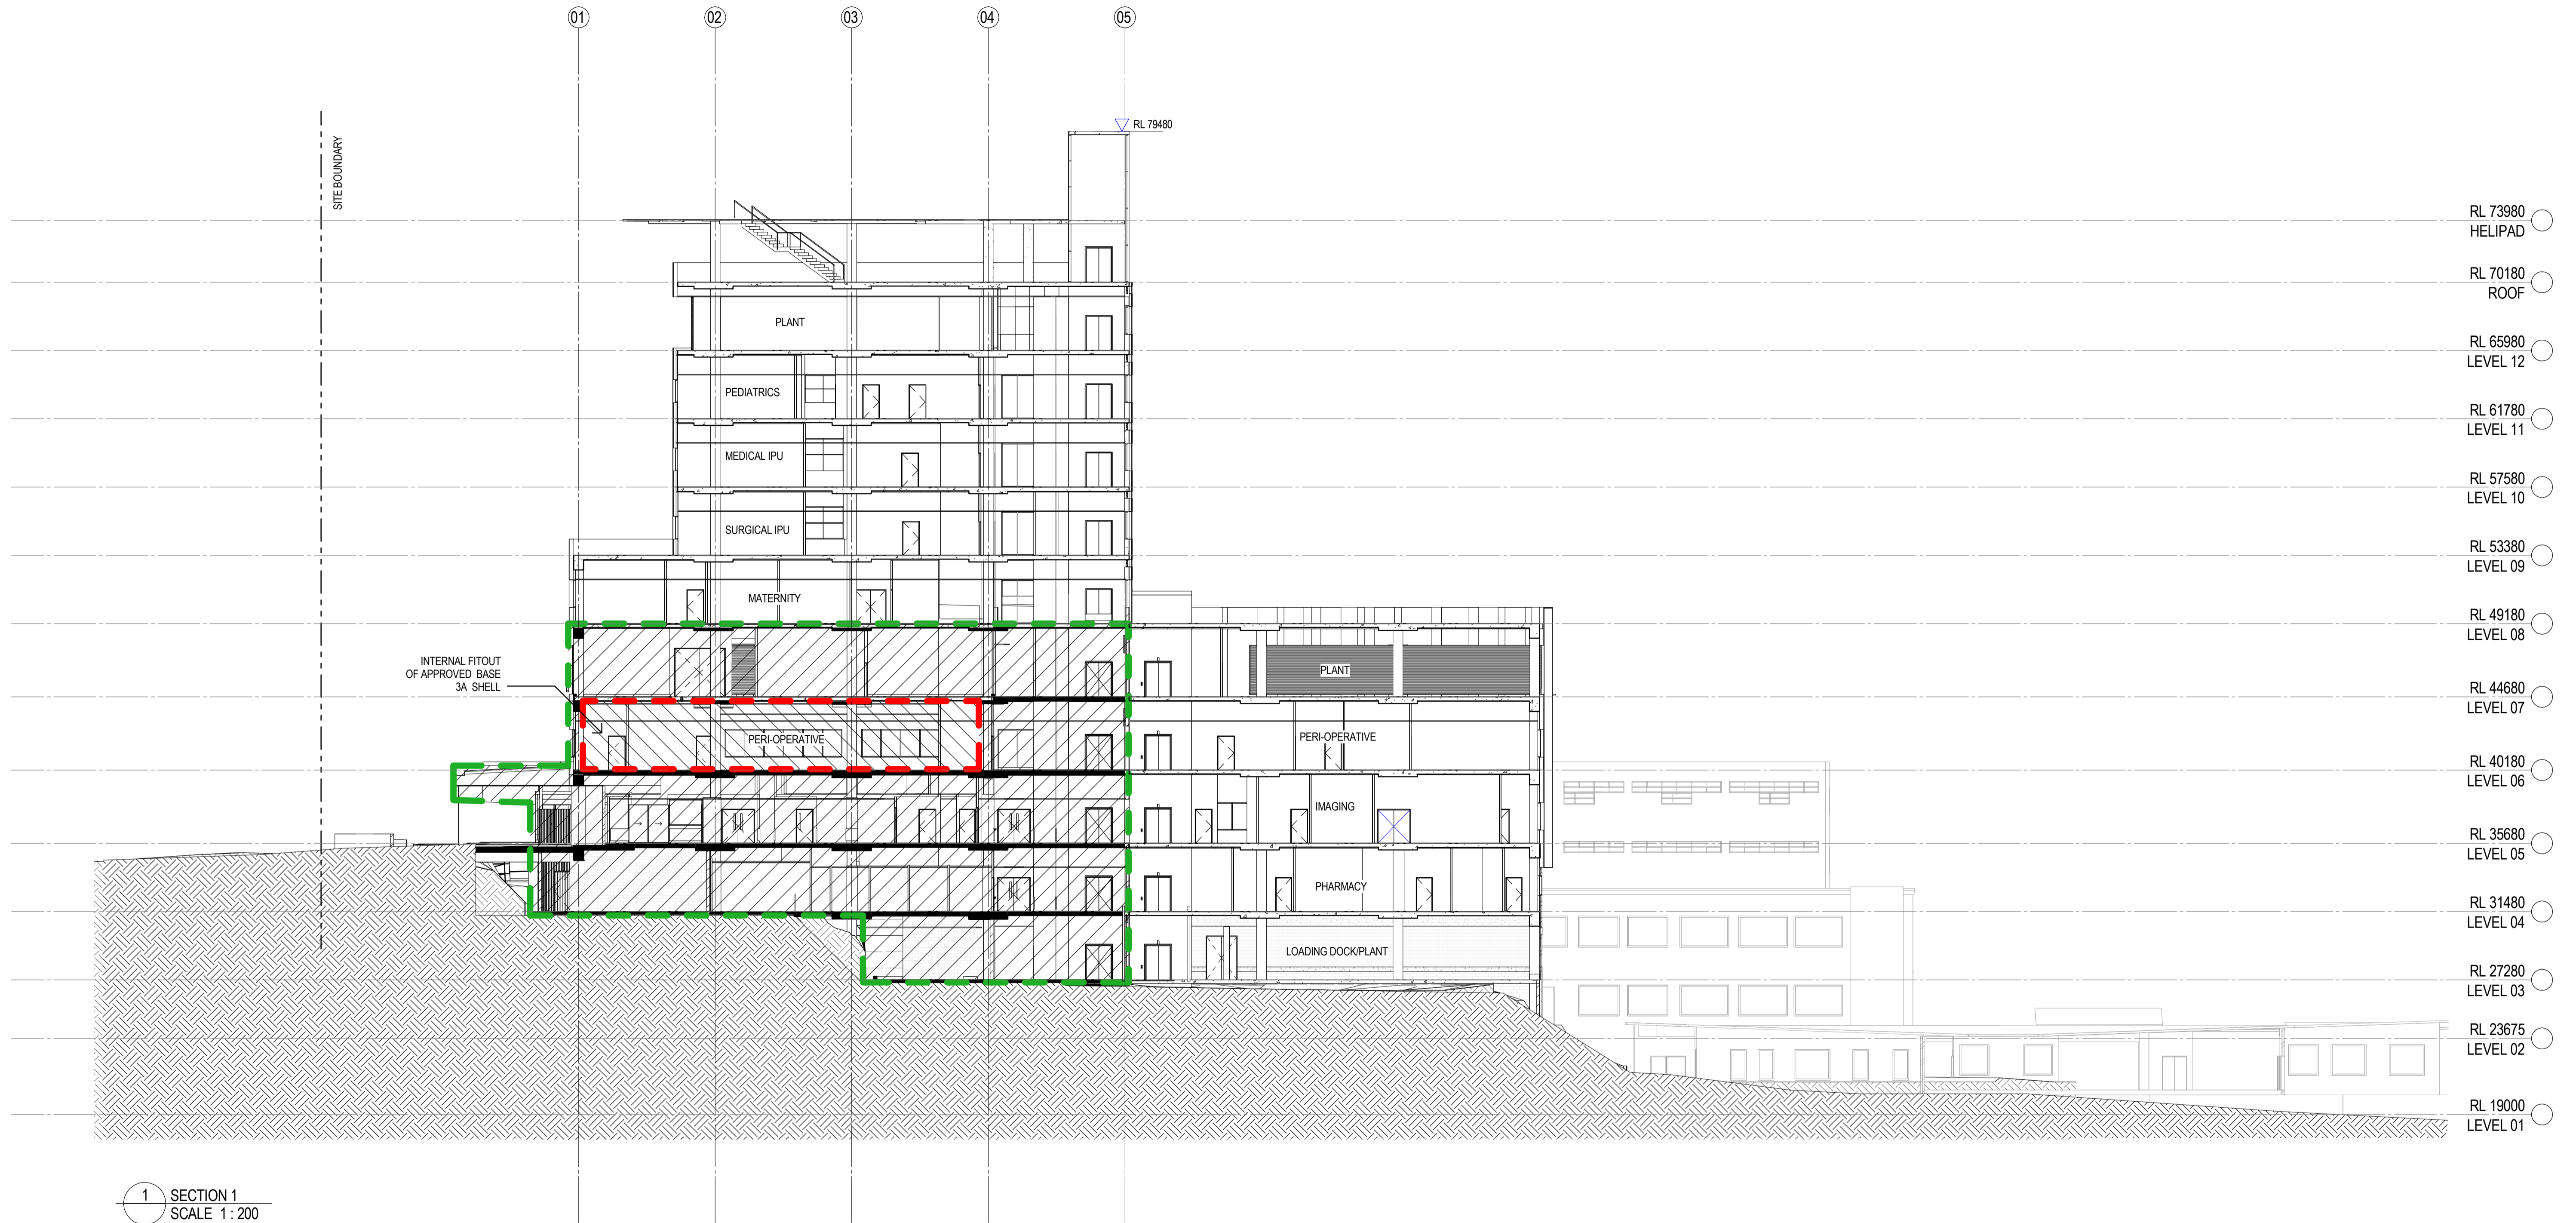 01
02
03
04
05
SITE BOUNDARY
RL 79480
RL 73980
HELIPAD
RL 70180
ROOF
PLANT
RL 65980
LEVEL 12
PEDIATRICS
RL 61780
LEVEL 11
MEDICAL IPU
RL 57580
LEVEL 10
SURGICAL IPU
RL 53380
LEVEL 09
MATERNITY
RL 49180
LEVEL 08
INTERNAL FITOUT
OF APPROVED BASE
3A SHELL
PLANT
RL 44680
LEVEL 07
PERI-OPERATIVE
PERI-OPERATIVE
RL 40180
LEVEL 06
IMAGING
RL 35680
LEVEL 05
PHARMACY
RL 31480
LEVEL 04
LOADING DOCK/PLANT
RL 27280
LEVEL 03
RL 23675
LEVEL 02
RL 19000
LEVEL 01
1
SECTION 1
SCALE 1 : 200